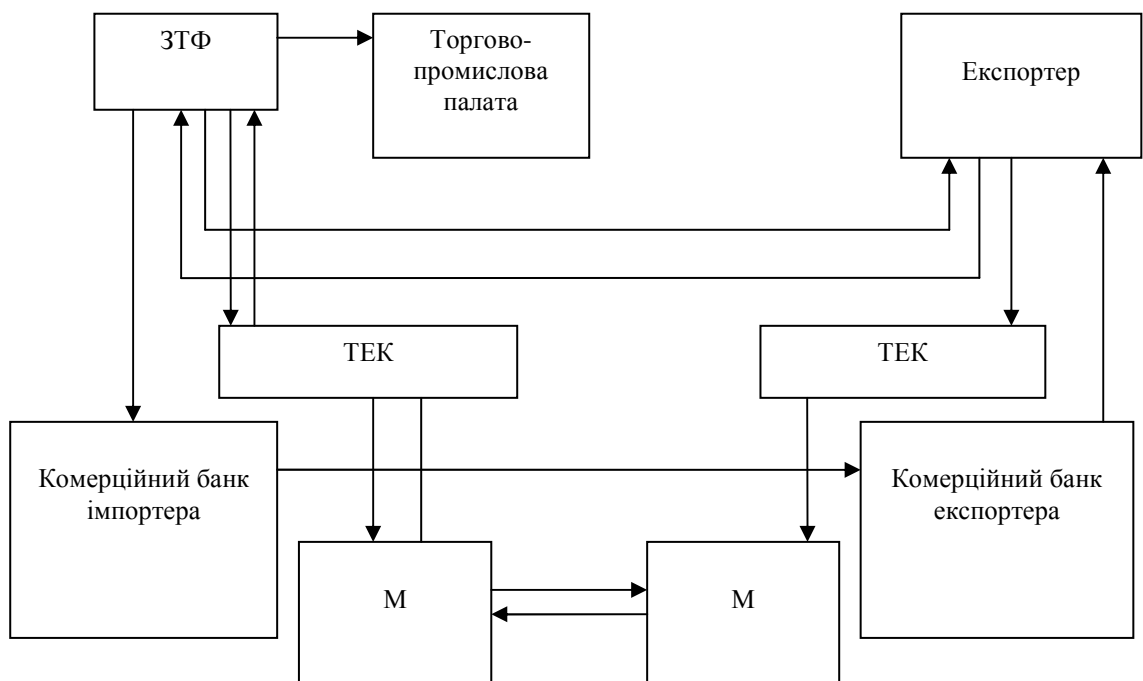 ЗТФ
Торгово-
промислова
палата
Експортер
ТЕК
ТЕК
Комерційний банк
імпортера
Комерційний банк
експортера
М
М